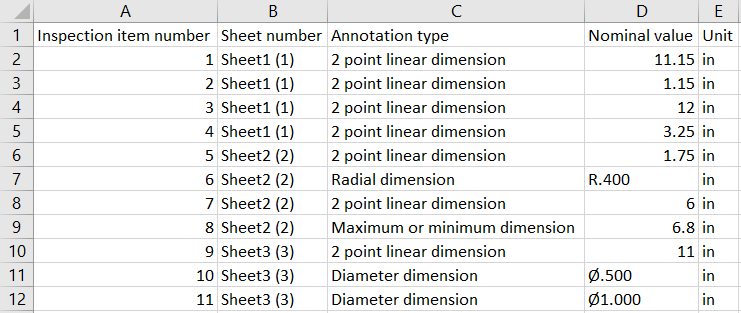 A B C D E
1 Inspection item number Sheet number Annotation type Nominal value Unit
2 1 Sheet1 (1) 2 point linear dimension 11.15 in
3 2 Sheet1 (1) 2 point linear dimension 1.15 in
4 3 Sheet1 (1) 2 point linear dimension 12 in
5 4 Sheet1 (1) 2 point linear dimension 3.25 in
6 5 Sheet2 (2) 2 point linear dimension 1.75 in
7 6 Sheet2 (2) Radial dimension R.400 in
8 7 Sheet2 (2) 2 point linear dimension 6 in
9 8 Sheet2 (2) Maximum or minimum dimension 6.8 in
10 9 Sheet3 (3) 2 point linear dimension 11 in
11 10 Sheet3 (3) Diameter dimension Ø.500 in
12 11 Sheet3 (3) Diameter dimension Ø1.000 in